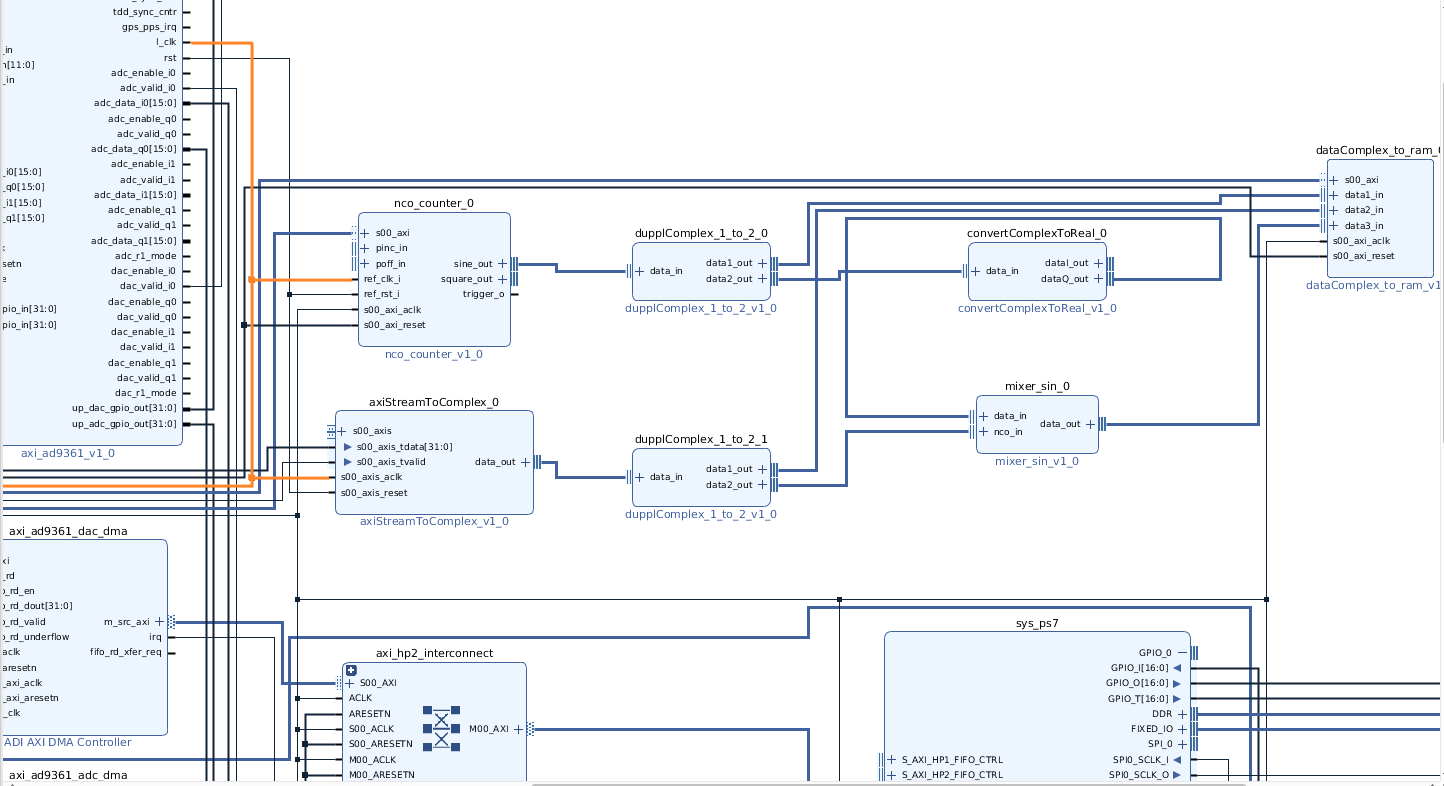 tdd_sync_cntr
gps_pps_irq
l_clk
rst
adc_enable_i0
adc_valid_i0
adc_data_i0[15:0]
adc_enable_q0
adc_valid_q0
adc_data_q0[15:0]
adc_enable_i1
adc_valid_i1
adc_data_i1[15:0]
adc_enable_q1
adc_valid_q1
adc_data_q1[15:0]
adc_r1_mode
dac_enable_i0
dac_valid_i0
dac_enable_q0
dac_valid_q0
dac_enable_i1
dac_valid_i1
dac_enable_q1
dac_valid_q1
dac_r1_mode
up_dac_gpio_out[31:0]
up_adc_gpio_out[31:0]
_in
n[11:0]
_in
_i0[15:0]
_q0[15:0]
_i1[15:0]
_q1[15:0]
k
setn
e
pio_in[31:0]
pio_in[31:0]
axi_ad9361_v1_0
nco_counter_0
s00_axi
pinc_in
poff_in
ref_clk_i
ref_rst_i
s00_axi_aclk
s00_axi_reset
sine_out
square_out
trigger_o
nco_counter_v1_0
axiStreamToComplex_0
s00_axis
s00_axis_tdata[31:0]
s00_axis_tvalid
s00_axis_aclk
s00_axis_reset
data_out
axiStreamToComplex_v1_0
dupplComplex_1_to_2_0
data_in
data1_out
data2_out
dupplComplex_1_to_2_v1_0
dupplComplex_1_to_2_1
data_in
data1_out
data2_out
dupplComplex_1_to_2_v1_0
convertComplexToReal_0
data_in
dataI_out
dataQ_out
convertComplexToReal_v1_0
mixer_sin_0
data_in
nco_in
data_out
mixer_sin_v1_0
dataComplex_to_ram_
s00_axi
data1_in
data2_in
data3_in
s00_axi_aclk
s00_axi_reset
dataComplex_to_ram_v1
axi_ad9361_dac_dma
xi
_rd
o_rd_en
o_rd_dout[31:0]
o_rd_valid
o_rd_underflow
aclk
aresetn
_axi_aclk
_axi_aresetn
_clk
m_src_axi
irq
fifo_rd_xfer_req
ADI AXI DMA Controller
axi_ad9361_adc_dma
axi_hp2_interconnect
S00_AXI
ACLK
ARESETN
S00_ACLK
S00_ARESETN
M00_ACLK
M00_ARESETN
M00_AXI
sys_ps7
GPIO_0
GPIO_I[16:0]
GPIO_O[16:0]
GPIO_T[16:0]
DDR
FIXED_IO
SPI_0
SPI0_SCLK_I
SPI0_SCLK_O
S_AXI_HP1_FIFO_CTRL
S_AXI_HP2_FIFO_CTRL